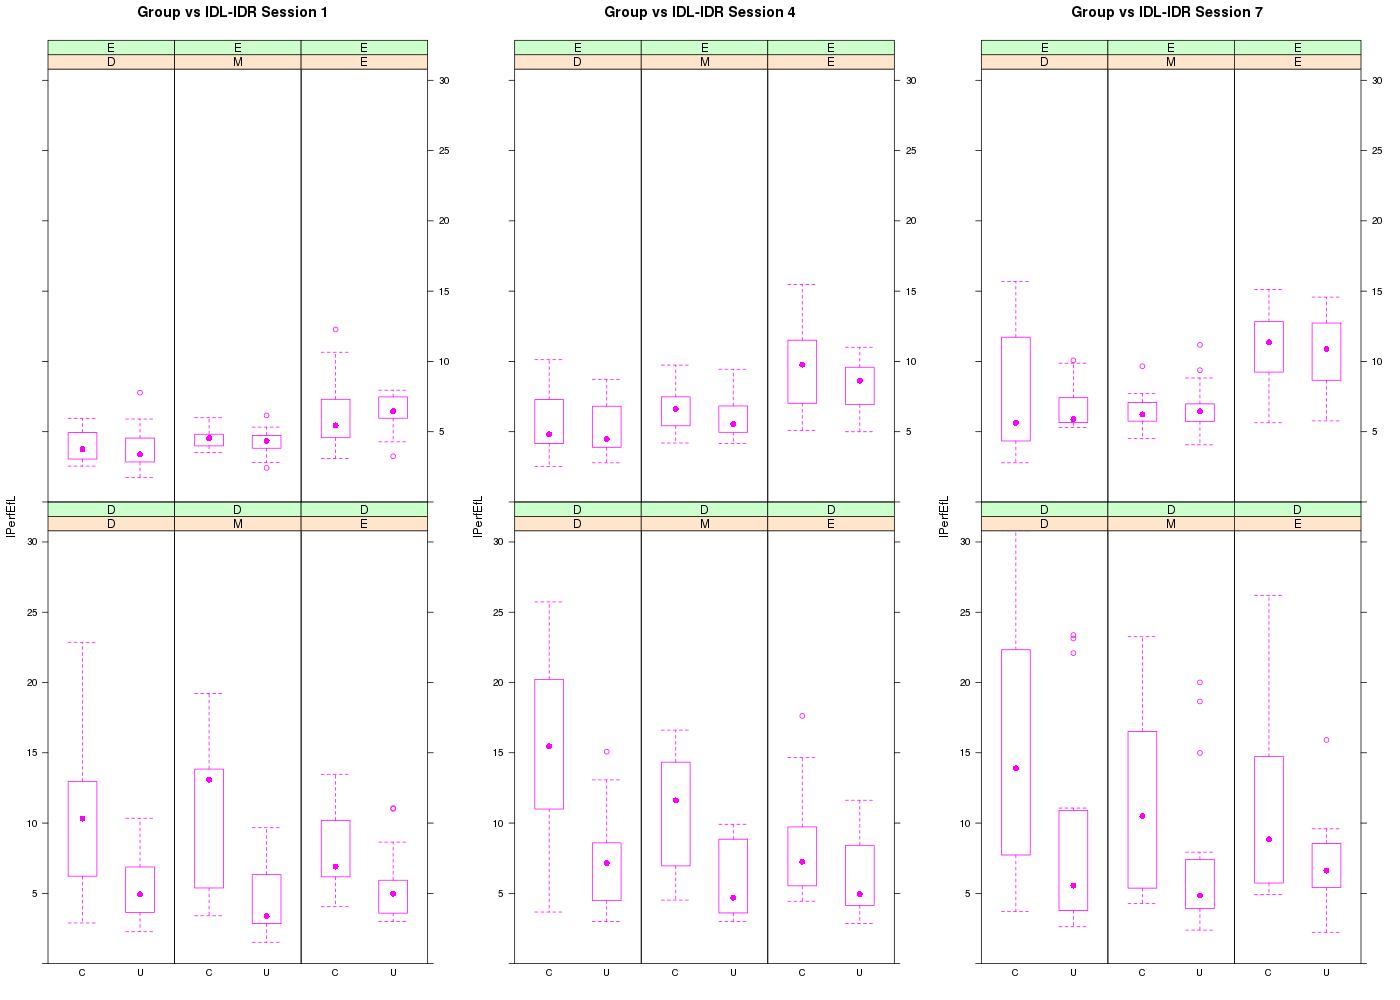 Group vs IDL-IDR Session 1 Group vs IDL-IDR Session 4 Group vs IDL-IDR Session 7
E E E E E E E E E
D M E D M E D M E
30 30 30
25 25 25
20 20 20
15 15 15
10 10 10
5 5 5
IPerfEfL IPerfEfL
D D D D D D D D D
D M E D M E D M E
30 30 30
25 25 25
20 20 20
15 15 15
10 10 10
5 5 5
C U C U C U C U C U C U C U C U C U